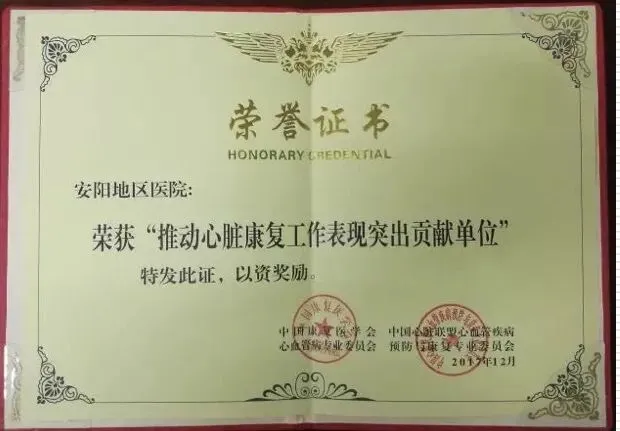 荣誉证书
HONORARY CREDENTIAL
安阳地区医院:
荣获“推动心脏康复工作表现突出贡献单位”
特发此证,以资奖励。
中国康复医学会 中国心脏联盟心血管疾病
心血管病专业委员会 预防与康复专业委员会
2017年12月